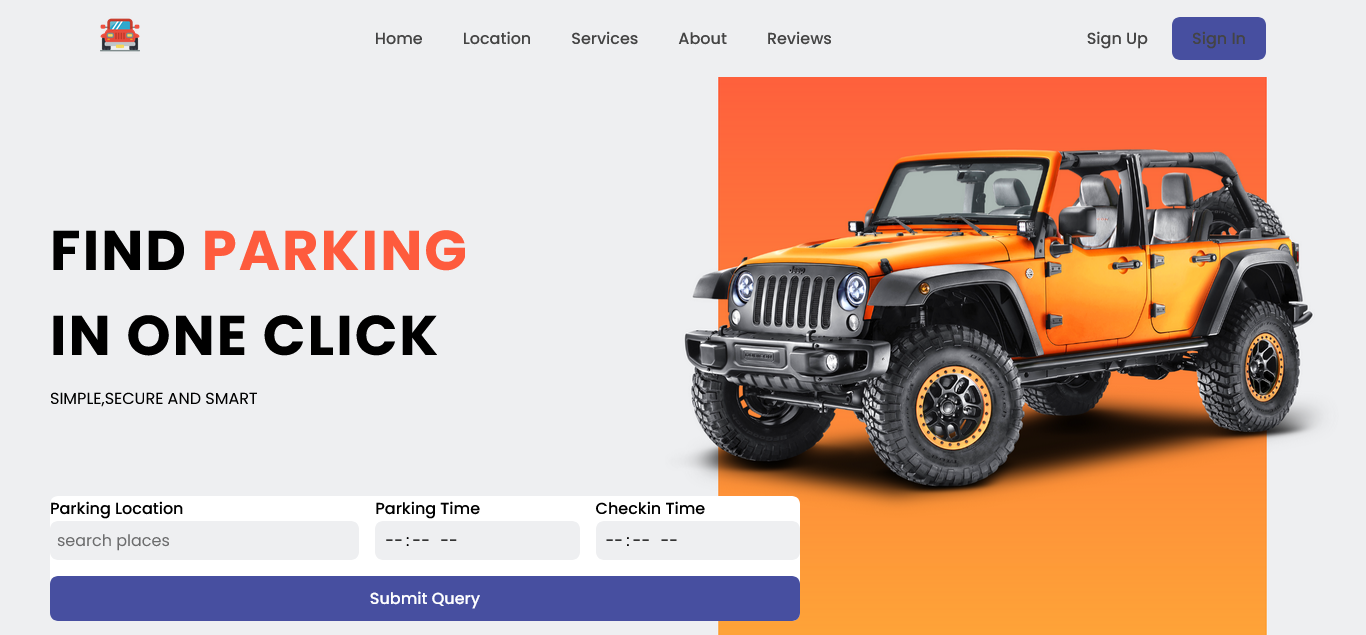 Home Location Services About Reviews Sign Up Sign In
FIND PARKING
IN ONE CLICK
SIMPLE,SECURE AND SMART
Jeep
Parking Location Parking Time Checkin Time
search places --:-- -- --:-- --
Submit Query